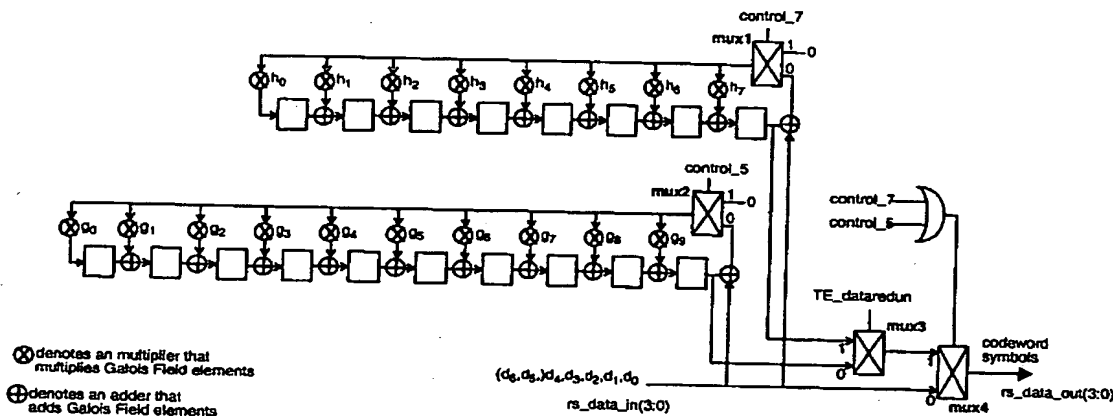 control_7
mux1
1
0
0
h0
h1
h2
h3
h4
h5
h6
h7
control_5
mux2
1
0
0
g0
g1
g2
g3
g4
g5
g6
g7
g8
g9
control_7
control_5
TE_dataredun
mux3
1
0
codeword
symbols
1
0
rs_data_out(3:0)
mux4
(d6,d5,)d4,d3,d2,d1,d0
rs_data_in(3:0)
denotes an multiplier that
multiplies Galois Field elements
denotes an adder that
adds Galois Field elements